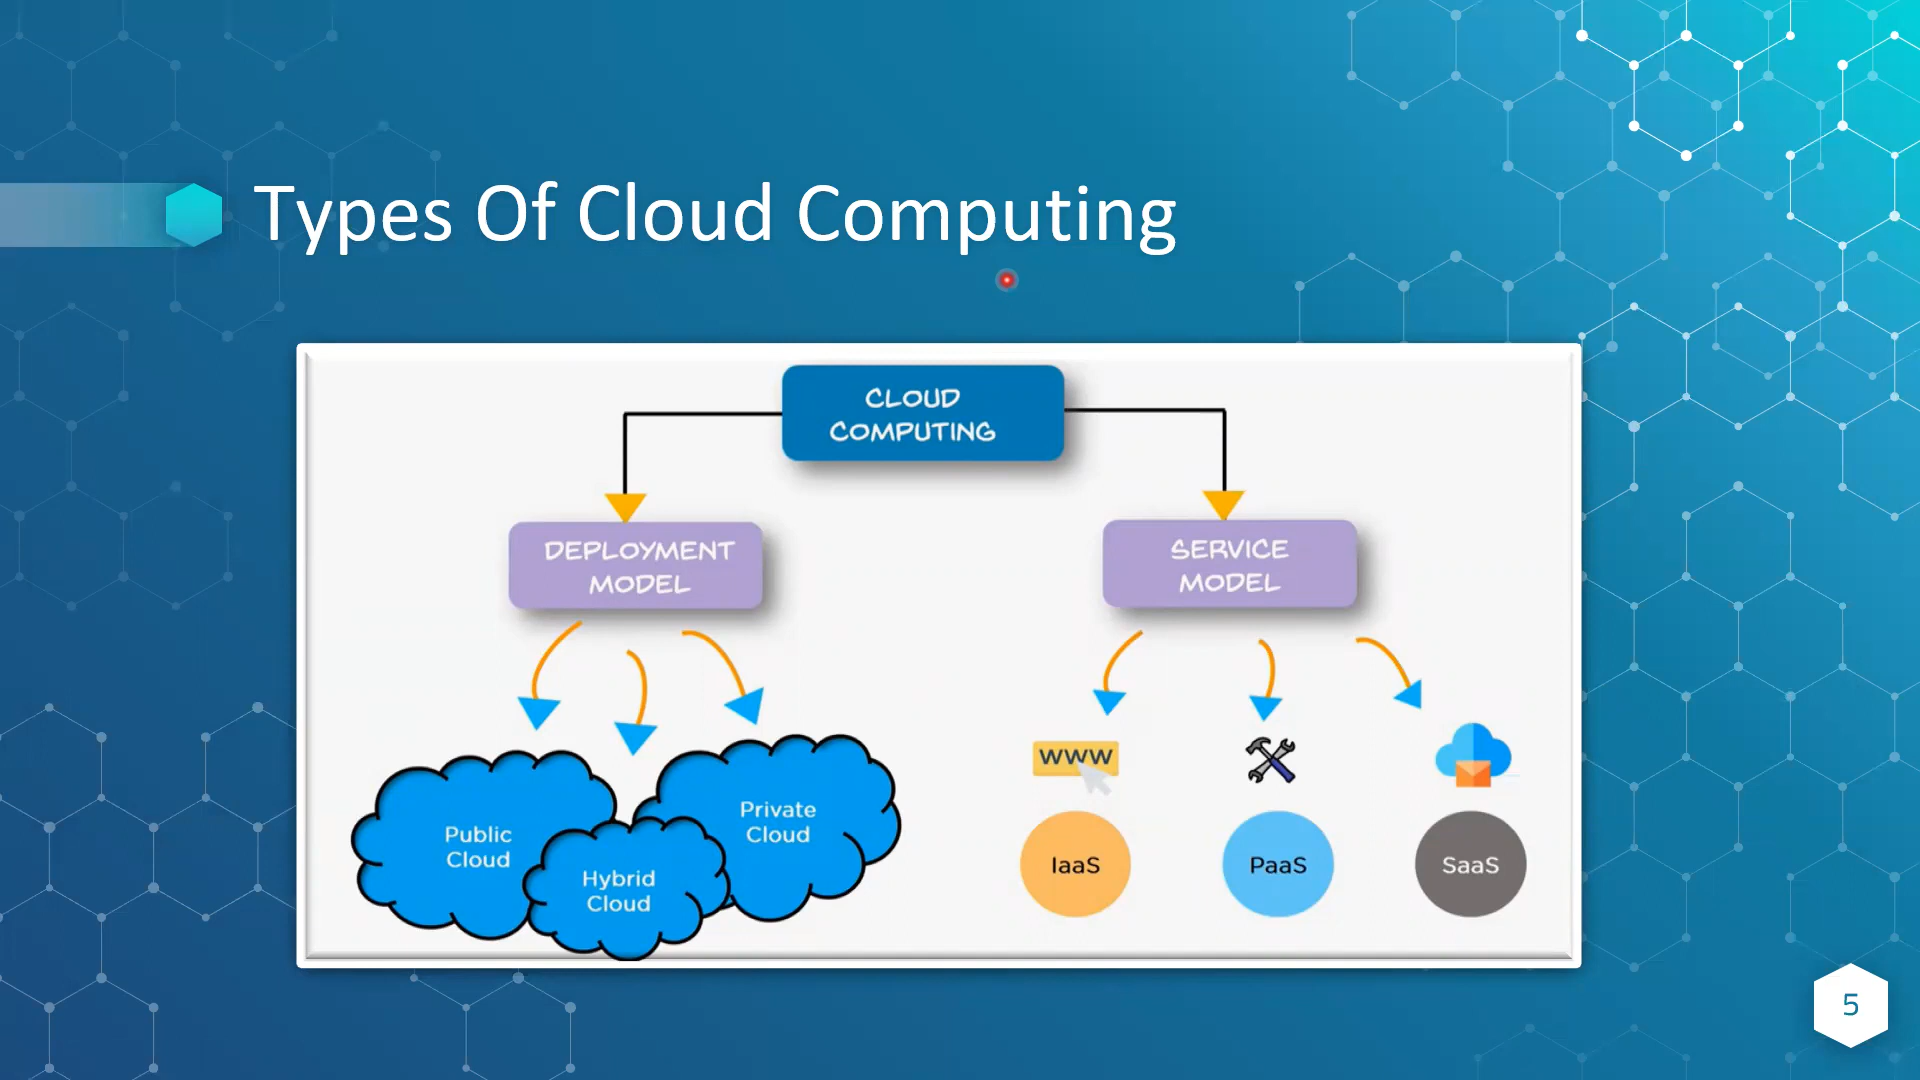 Types Of Cloud Computing
CLOUD
COMPUTING
DEPLOYMENT
MODEL
SERVICE
MODEL
Public
Cloud
Hybrid
Cloud
Private
Cloud
WWW
IaaS
PaaS
SaaS
5